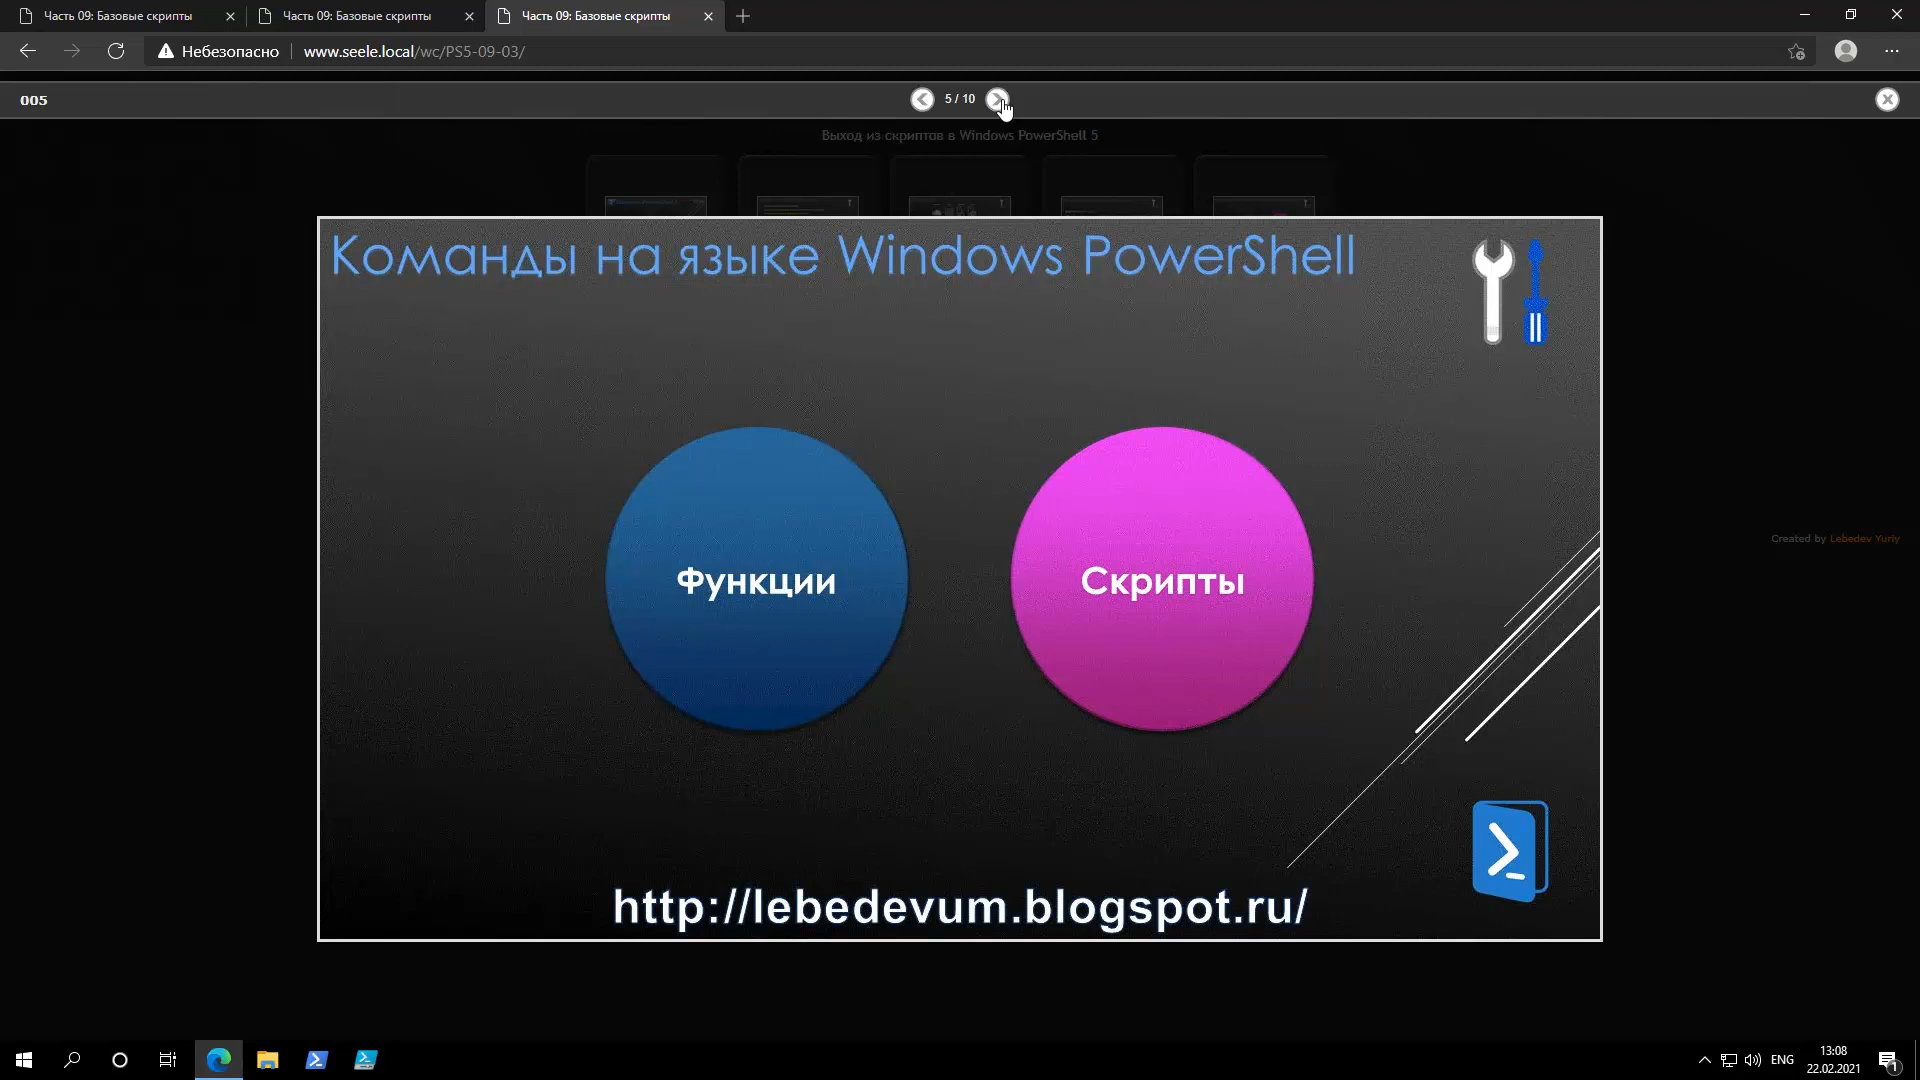 Часть 09: Базовые скрипты
Часть 09: Базовые скрипты
Часть 09: Базовые скрипты
Небезопасно
www.seele.local/wc/PS5-09-03/
005
5 / 10
Выход из скриптов в Windows PowerShell 5
Команды на языке Windows PowerShell
Функции
Скрипты
Created by Lebedev Yuriy
http://lebedevum.blogspot.ru/
ENG
13:08
22.02.2021
1